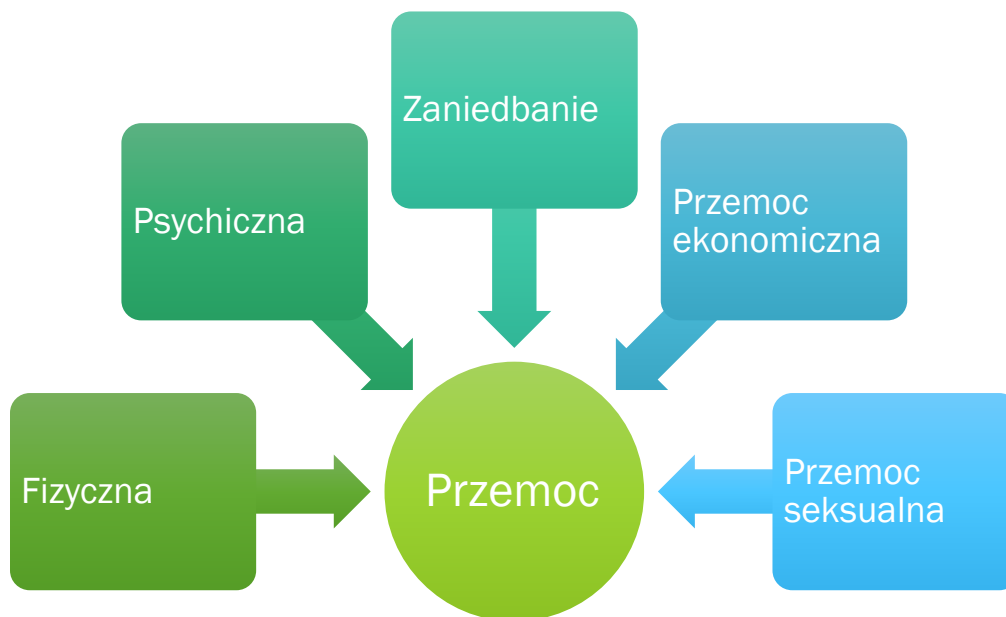 Zaniedbanie
Psychiczna
Przemoc
ekonomiczna
Fizyczna
Przemoc
Przemoc
seksualna